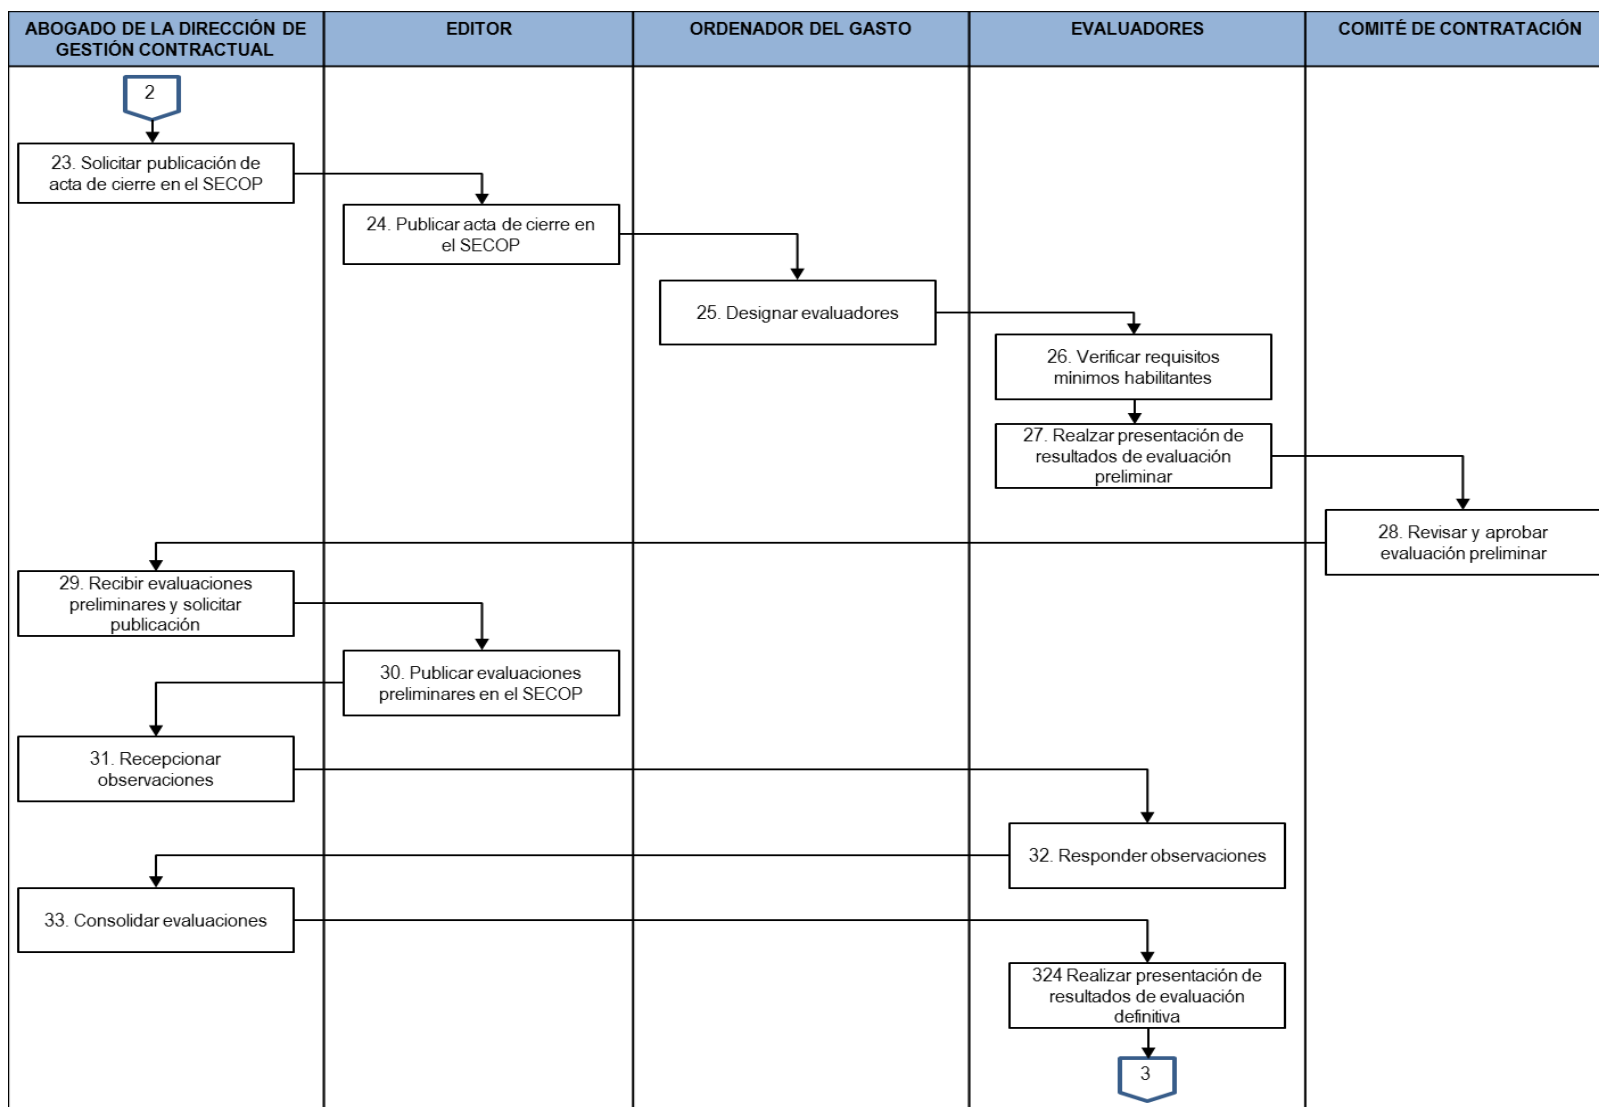 ABOGADO DE LA DIRECCIÓN DE
GESTIÓN CONTRACTUAL
EDITOR
ORDENADOR DEL GASTO
EVALUADORES
COMITÉ DE CONTRATACIÓN
2
23. Solicitar publicación de
acta de cierre en el SECOP
24. Publicar acta de cierre en
el SECOP
25. Designar evaluadores
26. Verificar requisitos
mínimos habilitantes
27. Realzar presentación de
resultados de evaluación
preliminar
28. Revisar y aprobar
evaluación preliminar
29. Recibir evaluaciones
preliminares y solicitar
publicación
30. Publicar evaluaciones
preliminares en el SECOP
31. Recepcionar
observaciones
32. Responder observaciones
33. Consolidar evaluaciones
324 Realizar presentación de
resultados de evaluación
definitiva
3